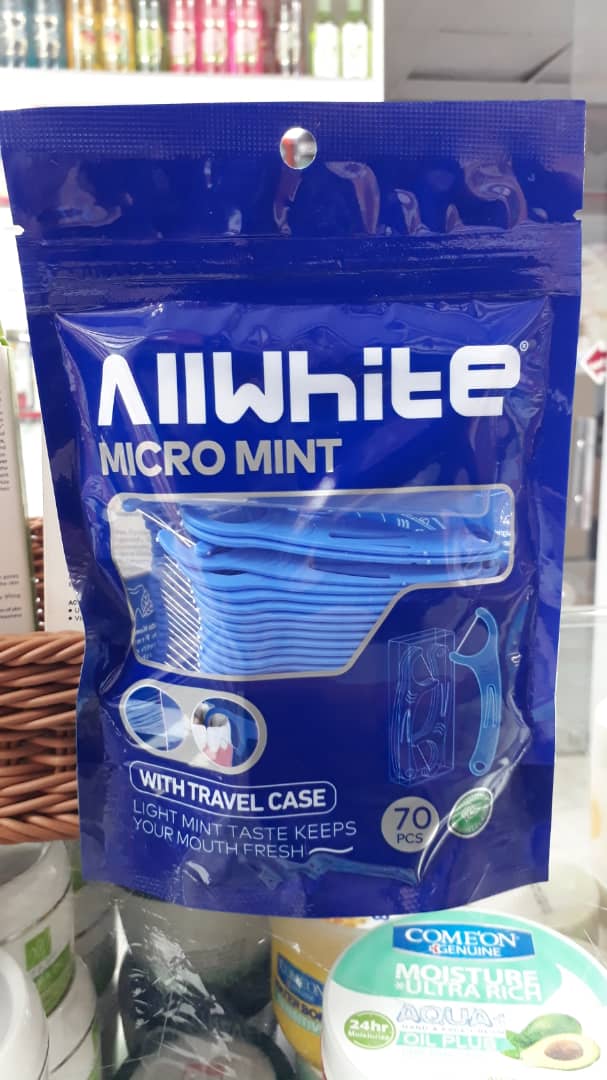 AllWhite®
MICRO MINT
WITH TRAVEL CASE
LIGHT MINT TASTE KEEPS
YOUR MOUTH FRESH
70
PCS
COME'ON
GENUINE
MOISTURE
ULTRA RICH
AQUA
24hr
OIL PLUS